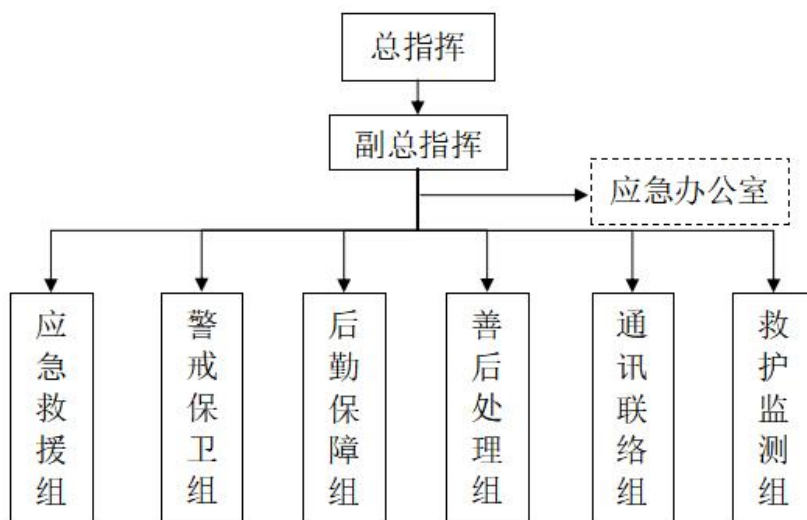 总指挥
副总指挥
应急办公室
应急救援组
警戒保卫组
后勤保障组
善后处理组
通讯联络组
救护监测组